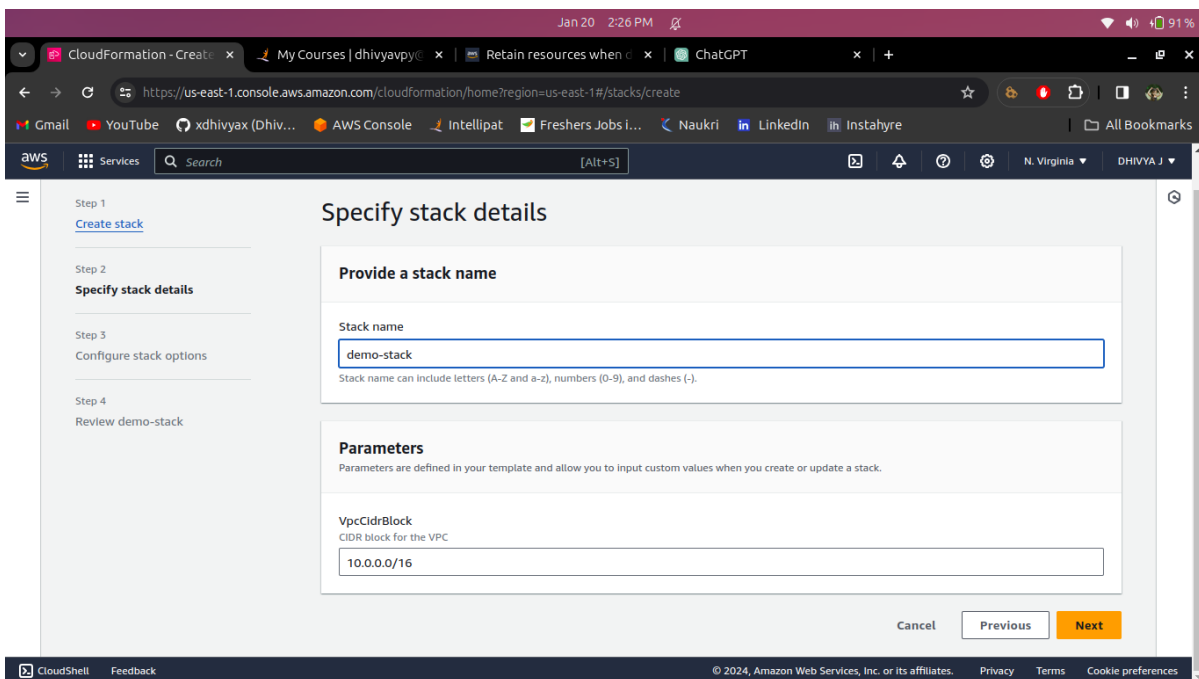 Jan 20 2:26 PM 91%
CloudFormation - Create
My Courses | dhivyavpy@
Retain resources when d
ChatGPT
https://us-east-1.console.aws.amazon.com/cloudformation/home?region=us-east-1#/stacks/create
Gmail YouTube xdhivyax (Dhiv... AWS Console Intellipat Freshers Jobs i... Naukri in LinkedIn ih Instahyre All Bookmarks
aws Services Search [Alt+S] N. Virginia DHIVYA J
Step 1
Create stack
Step 2
Specify stack details
Step 3
Configure stack options
Step 4
Review demo-stack
Specify stack details
Provide a stack name
Stack name
demo-stack
Stack name can include letters (A-Z and a-z), numbers (0-9), and dashes (-).
Parameters
Parameters are defined in your template and allow you to input custom values when you create or update a stack.
VpcCidrBlock
CIDR block for the VPC
10.0.0.0/16
Cancel Previous Next
CloudShell Feedback © 2024, Amazon Web Services, Inc. or its affiliates. Privacy Terms Cookie preferences